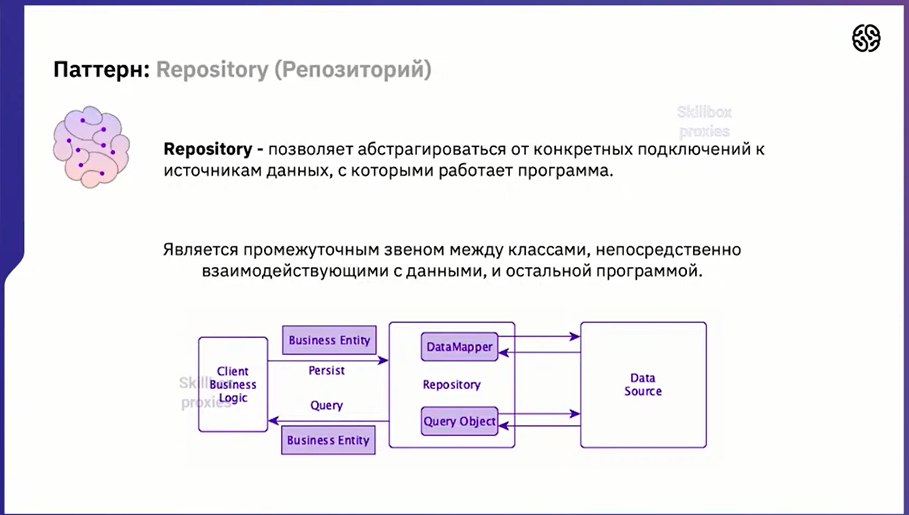 Паттерн: Repository (Репозиторий)
Skillbox
proxies
Repository - позволяет абстрагироваться от конкретных подключений к
источникам данных, с которыми работает программа.
Является промежуточным звеном между классами, непосредственно
взаимодействующими с данными, и остальной программой.
Client
Business
Logic
Skillbox
proxies
Business Entity
Persist
Query
Business Entity
DataMapper
Repository
Query Object
Data
Source